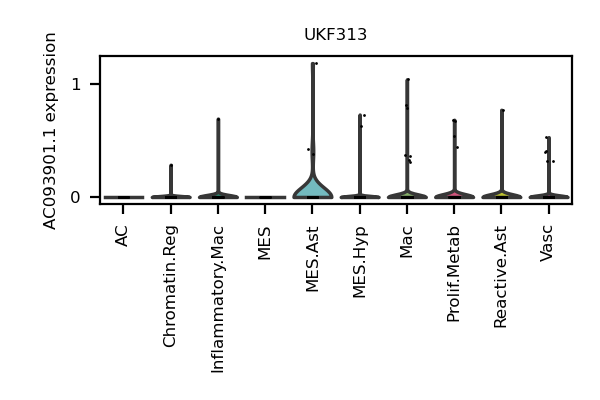 UKF313
AC093901.1 expression
1
0
AC
Chromatin.Reg
Inflammatory.Mac
MES
MES.Ast
MES.Hyp
Mac
Prolif.Metab
Reactive.Ast
Vasc